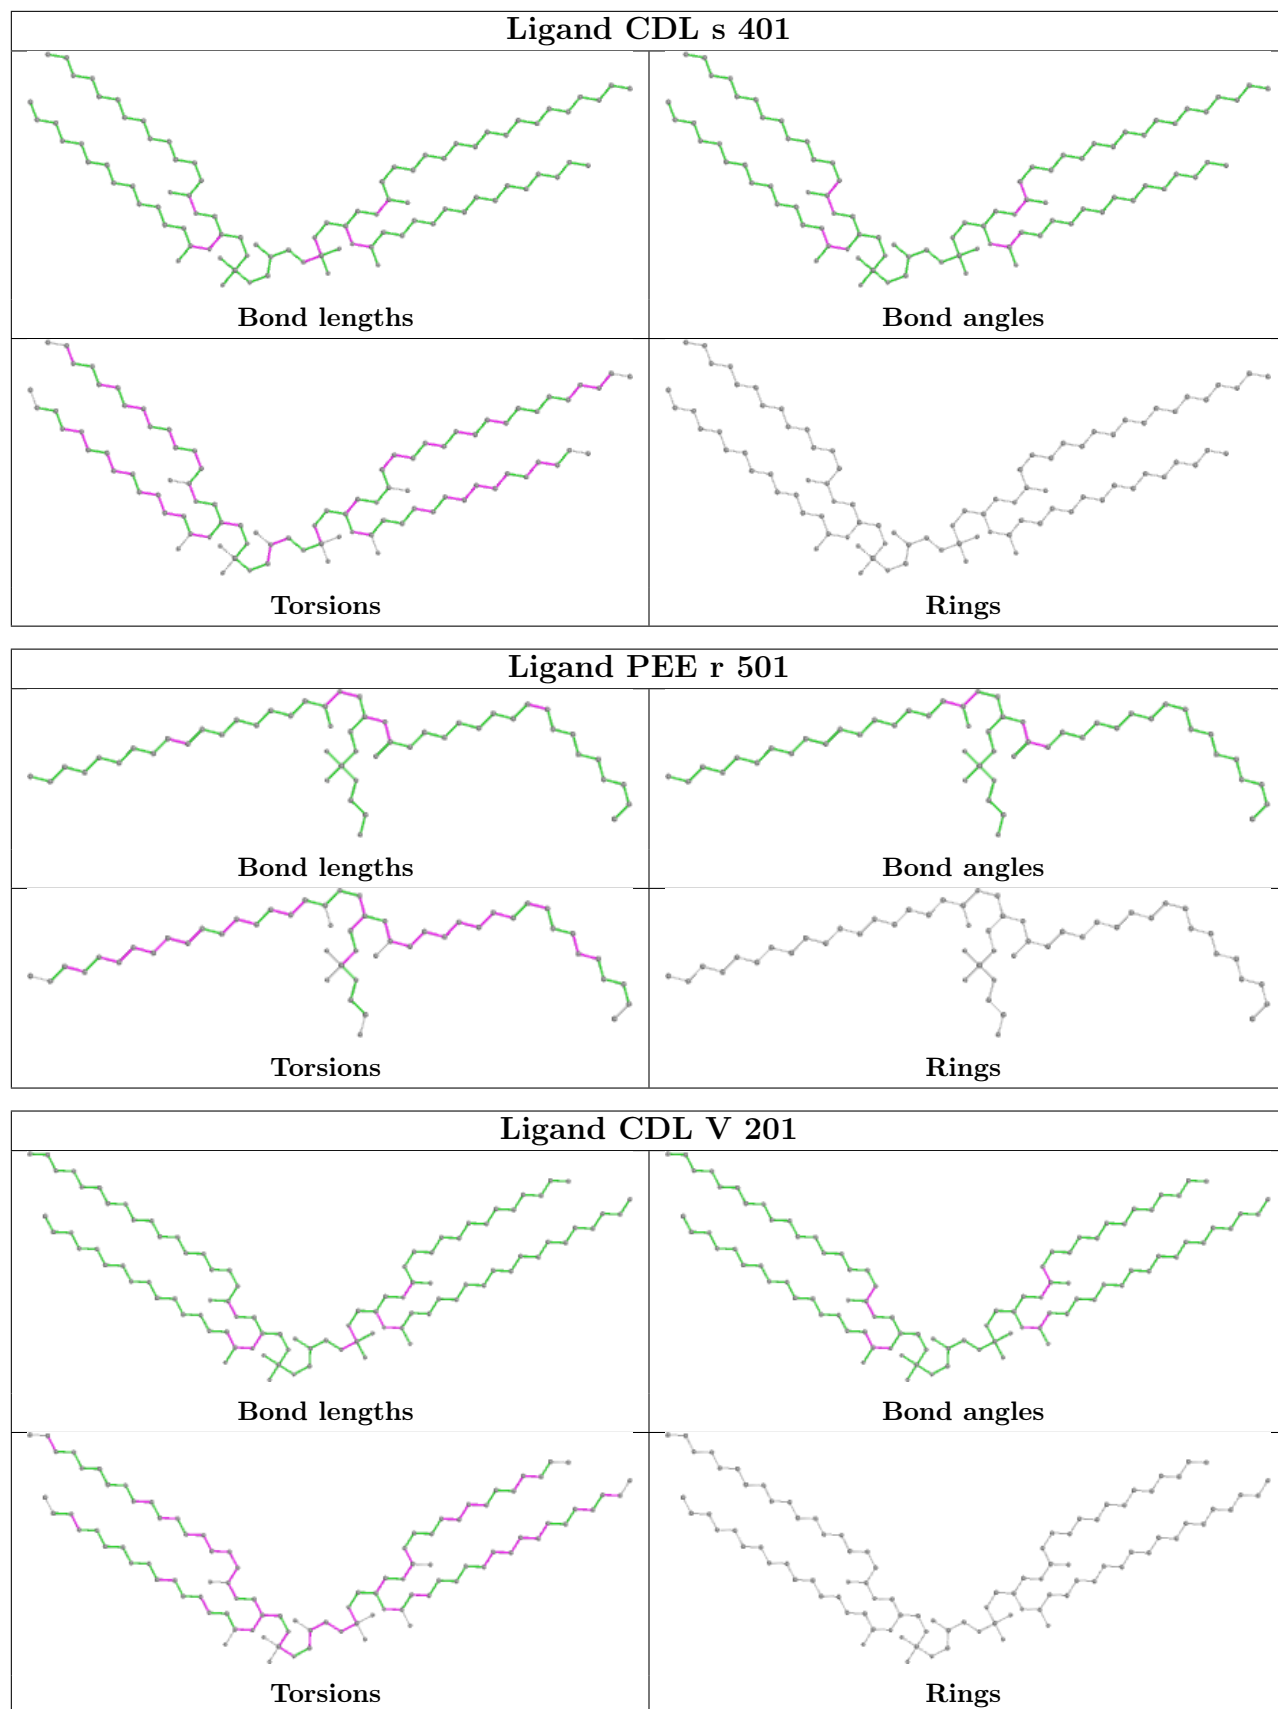 Ligand CDL s 401
Bond lengths
Bond angles
Torsions
Rings
Ligand PEE r 501
Bond lengths
Bond angles
Torsions
Rings
Ligand CDL V 201
Bond lengths
Bond angles
Torsions
Rings